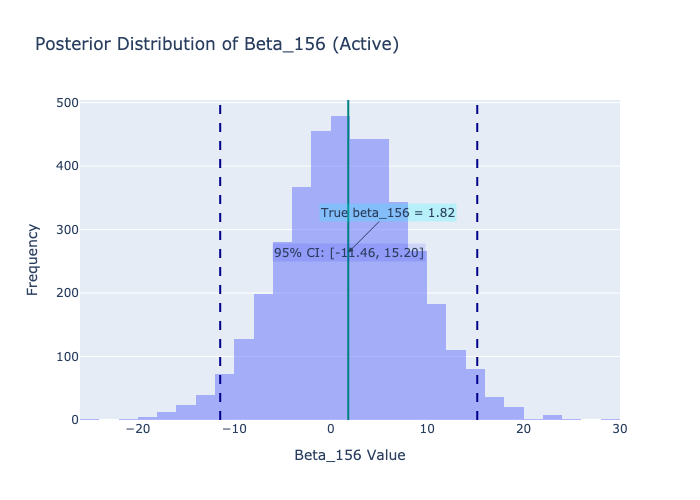 Posterior Distribution of Beta_156 (Active)
500
400
300
200
100
0
Frequency
True beta_156 = 1.82
95% CI: [-11.46, 15.20]
−20
−10
0
10
20
30
Beta_156 Value